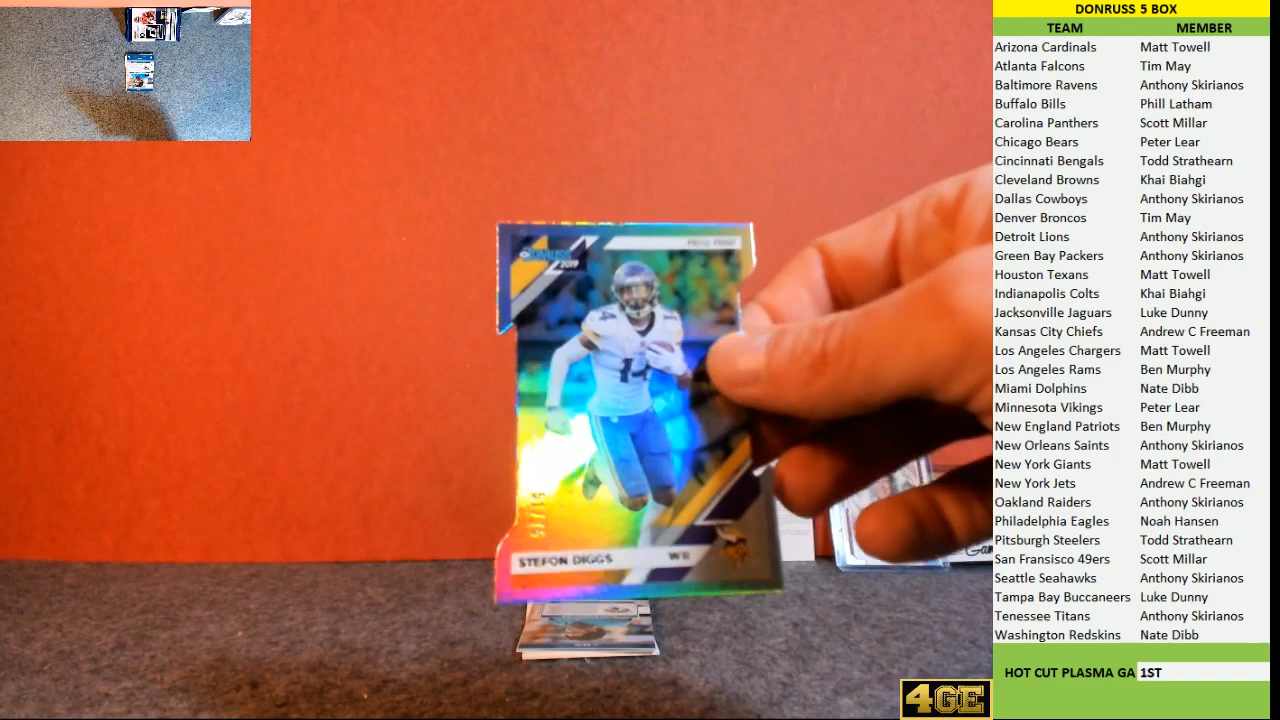 DONRUSS 5 BOX
TEAM MEMBER
Arizona Cardinals Matt Towell
Atlanta Falcons Tim May
Baltimore Ravens Anthony Skirianos
Buffalo Bills Phill Latham
Carolina Panthers Scott Millar
Chicago Bears Peter Lear
Cincinnati Bengals Todd Strathearn
Cleveland Browns Khai Biahgi
Dallas Cowboys Anthony Skirianos
Denver Broncos Tim May
Detroit Lions Anthony Skirianos
Green Bay Packers Anthony Skirianos
Houston Texans Matt Towell
Indianapolis Colts Khai Biahgi
Jacksonville Jaguars Luke Dunny
Kansas City Chiefs Andrew C Freeman
Los Angeles Chargers Matt Towell
Los Angeles Rams Ben Murphy
Miami Dolphins Nate Dibb
Minnesota Vikings Peter Lear
New England Patriots Ben Murphy
New Orleans Saints Anthony Skirianos
New York Giants Matt Towell
New York Jets Andrew C Freeman
Oakland Raiders Anthony Skirianos
Philadelphia Eagles Noah Hansen
Pitsburgh Steelers Todd Strathearn
San Fransisco 49ers Scott Millar
Seattle Seahawks Anthony Skirianos
Tampa Bay Buccaneers Luke Dunny
Tenessee Titans Anthony Skirianos
Washington Redskins Nate Dibb
HOT CUT PLASMA GA 1ST
4GE
PRESS PROOF
DONRUSS
2019
14
14
STEFON DIGGS WR